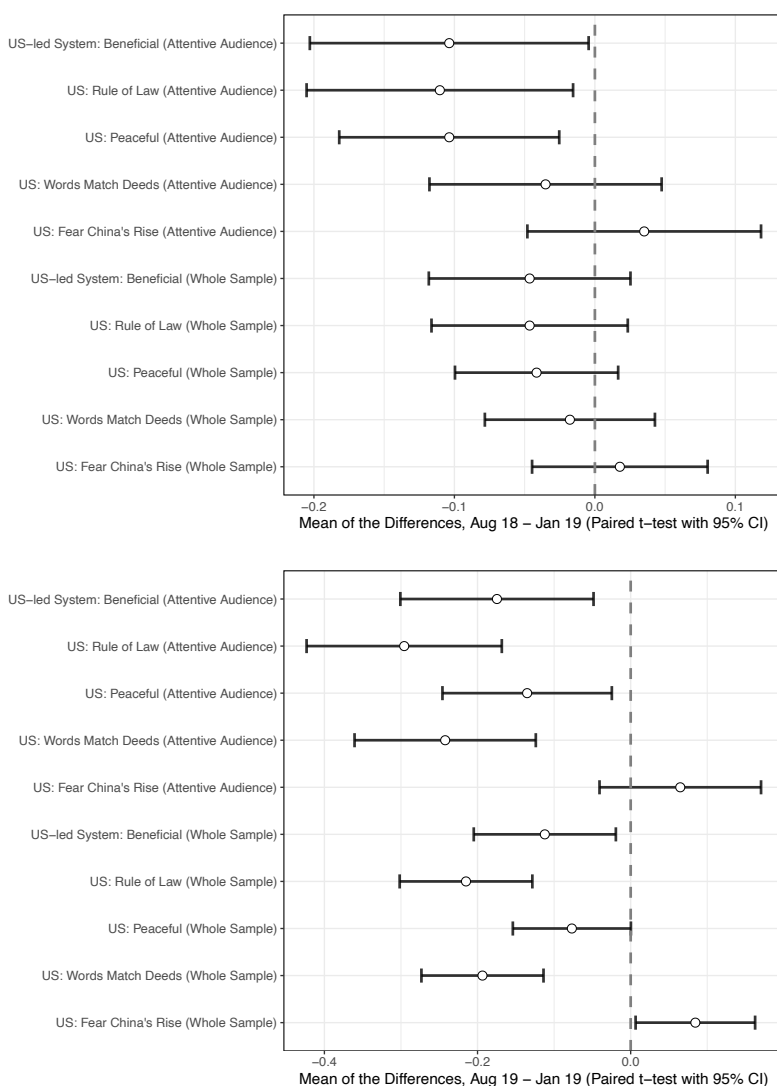 US−led System: Beneficial (Attentive Audience)
US: Rule of Law (Attentive Audience)
US: Peaceful (Attentive Audience)
US: Words Match Deeds (Attentive Audience)
US: Fear China's Rise (Attentive Audience)
US−led System: Beneficial (Whole Sample)
US: Rule of Law (Whole Sample)
US: Peaceful (Whole Sample)
US: Words Match Deeds (Whole Sample)
US: Fear China's Rise (Whole Sample)
−0.2 −0.1 0.0 0.1
Mean of the Differences, Aug 18 − Jan 19 (Paired t−test with 95% CI)
US−led System: Beneficial (Attentive Audience)
US: Rule of Law (Attentive Audience)
US: Peaceful (Attentive Audience)
US: Words Match Deeds (Attentive Audience)
US: Fear China's Rise (Attentive Audience)
US−led System: Beneficial (Whole Sample)
US: Rule of Law (Whole Sample)
US: Peaceful (Whole Sample)
US: Words Match Deeds (Whole Sample)
US: Fear China's Rise (Whole Sample)
−0.4 −0.2 0.0
Mean of the Differences, Aug 19 − Jan 19 (Paired t−test with 95% CI)